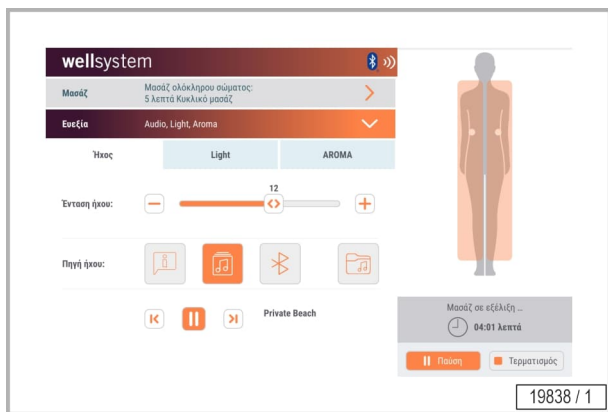 wellsystem
Μασάζ
Μασάζ ολόκληρου σώματος:
5 λεπτά Κυκλικό μασάζ
Ευεξία
Audio, Light, Aroma
Ήχος
Light
AROMA
12
Ένταση ήχου:
Πηγή ήχου:
Private Beach
Μασάζ σε εξέλιξη ...
04:01 λεπτά
Παύση
Τερματισμός
19838 / 1